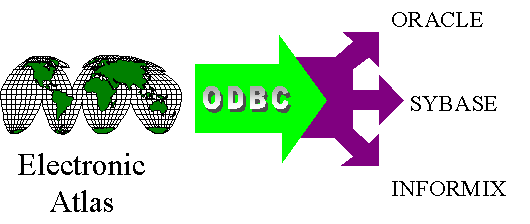 ORACLE
ODBC
SYBASE
Electronic
Atlas
INFORMIX